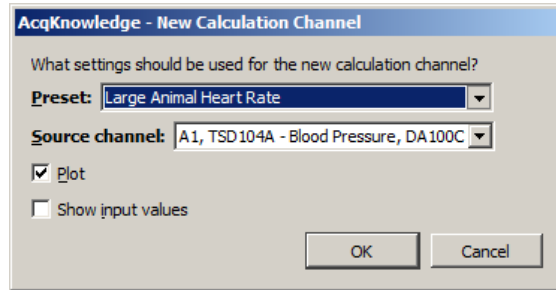 AcqKnowledge - New Calculation Channel
What settings should be used for the new calculation channel?
Preset: Large Animal Heart Rate
Source channel: A1, TSD104A - Blood Pressure, DA100C
Plot
Show input values
OK Cancel